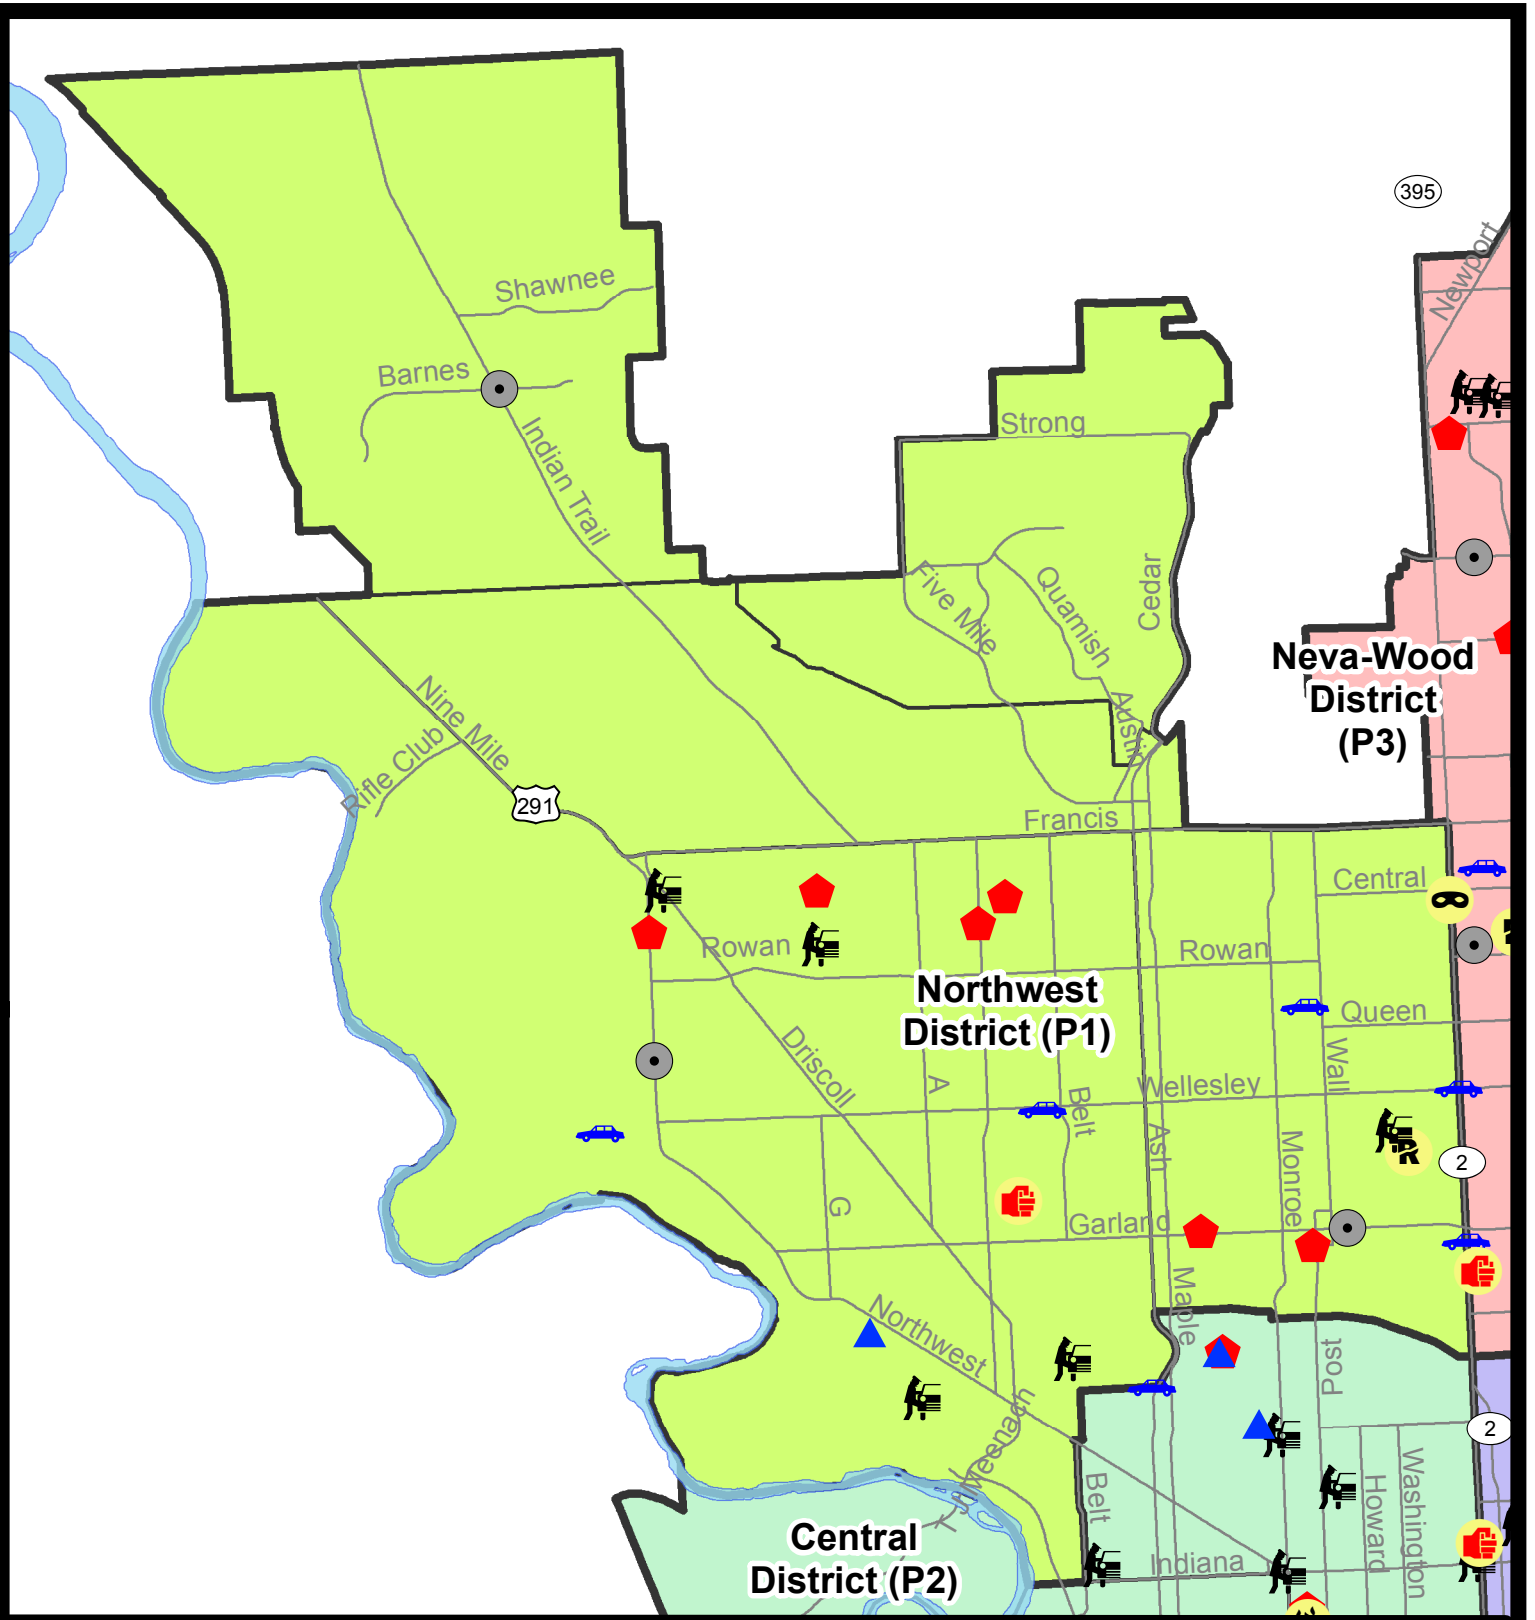 395
Newport
Shawnee
Barnes
Indian Trail
Strong
Five Mile
Quamish
Cedar
Austin
Neva-Wood
District
(P3)
Nine Mile
Rifle Club
291
Francis
Central
Rowan
Rowan
Northwest
District (P1)
Queen
Driscoll
A
Belt
Wellesley
Wall
Ash
Monroe
R
2
G
Garland
Maple
Northwest
Post
2
Belt
Howard
Washington
Central
District (P2)
Indiana